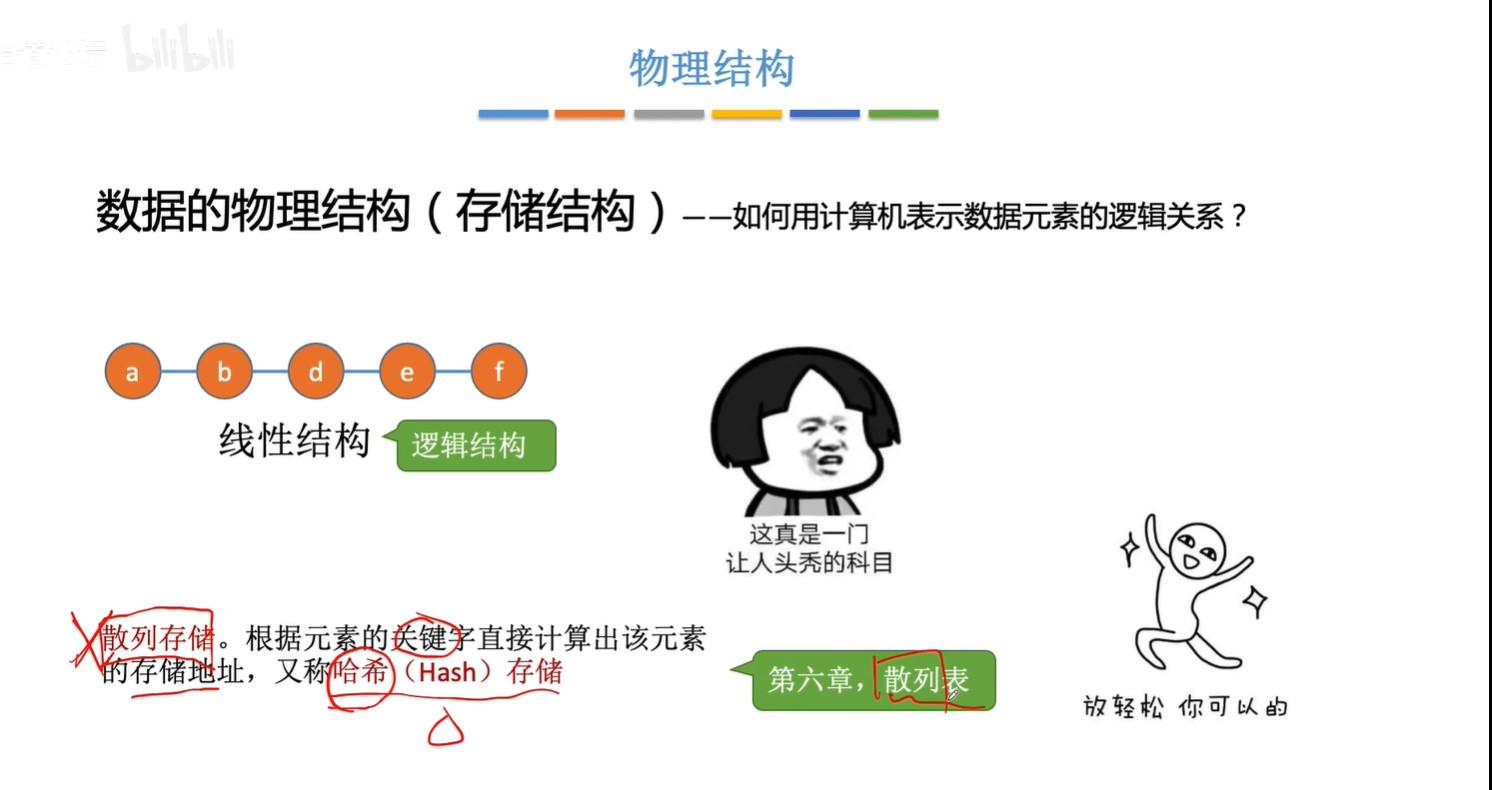 bilibili
物理结构
数据的物理结构（存储结构）——如何用计算机表示数据元素的逻辑关系？
a b d e f
线性结构
逻辑结构
这真是一门
让人头秃的科目
散列存储。根据元素的关键字直接计算出该元素
的存储地址，又称哈希（Hash）存储
第六章，散列表
放轻松 你可以的